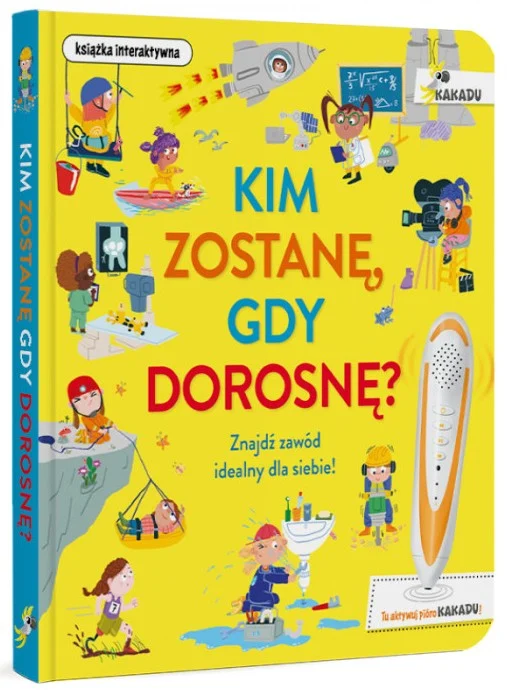 książka interaktywna
KAKADU
KIM
ZOSTANĘ,
GDY
DOROSNĘ?
Znajdź zawód
idealny dla siebie!
Tu aktywuj pióro KAKADU!
KIM ZOSTANĘ GDY DOROSNĘ?
7